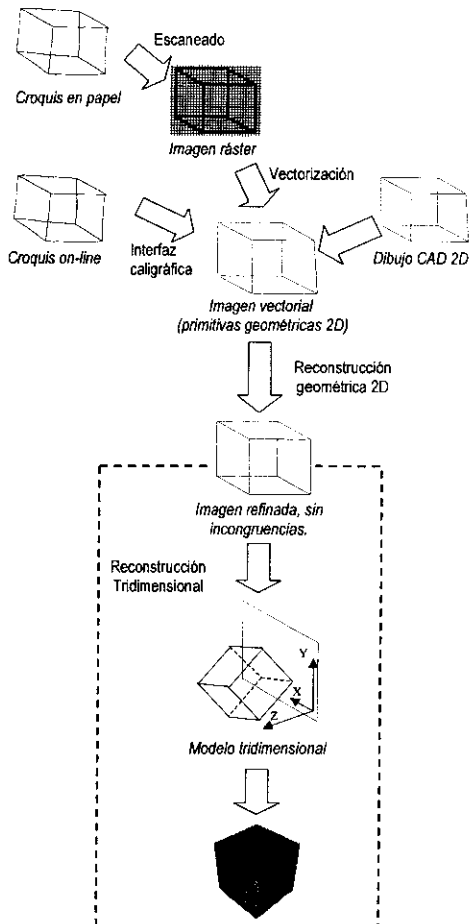 Escaneado
Croquis en papel
Imagen ráster
Vectorización
Croquis on-line
Interfaz
caligráfica
Dibujo CAD 2D
Imagen vectorial
(primitivas geométricas 2D)
Reconstrucción
geométrica 2D
Imagen refinada, sin
incongruencias.
Reconstrucción
Tridimensional
Y
X
Z
Modelo tridimensional